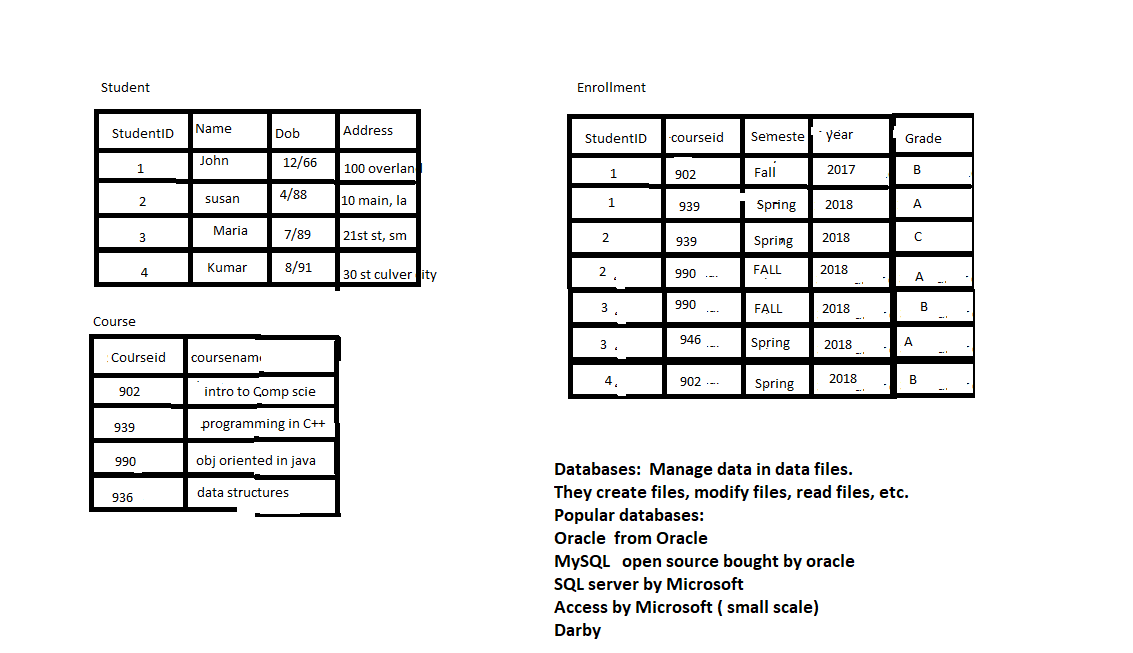 Student
StudentID Name Dob Address
1 John 12/66 100 overland
2 susan 4/88 10 main, la
3 Maria 7/89 21st st, sm
4 Kumar 8/91 30 st culver city
Course
Courseid coursename
902 intro to Comp scie
939 programming in C++
990 obj oriented in java
936 data structures
Enrollment
StudentID courseid Semeste year Grade
1 902 Fall 2017 B
1 939 Spring 2018 A
2 939 Spring 2018 C
2 990 FALL 2018 A
3 990 FALL 2018 B
3 946 Spring 2018 A
4 902 Spring 2018 B
Databases: Manage data in data files.
They create files, modify files, read files, etc.
Popular databases:
Oracle from Oracle
MySQL open source bought by oracle
SQL server by Microsoft
Access by Microsoft ( small scale)
Darby